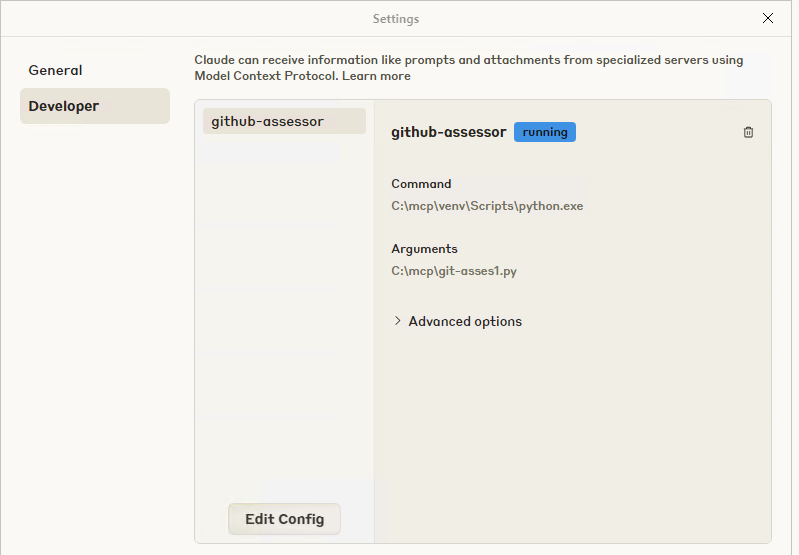 Settings
General
Developer
Claude can receive information like prompts and attachments from specialized servers using
Model Context Protocol. Learn more
github-assessor
github-assessor running
Command
C:\mcp\venv\Scripts\python.exe
Arguments
C:\mcp\git-asses1.py
Advanced options
Edit Config